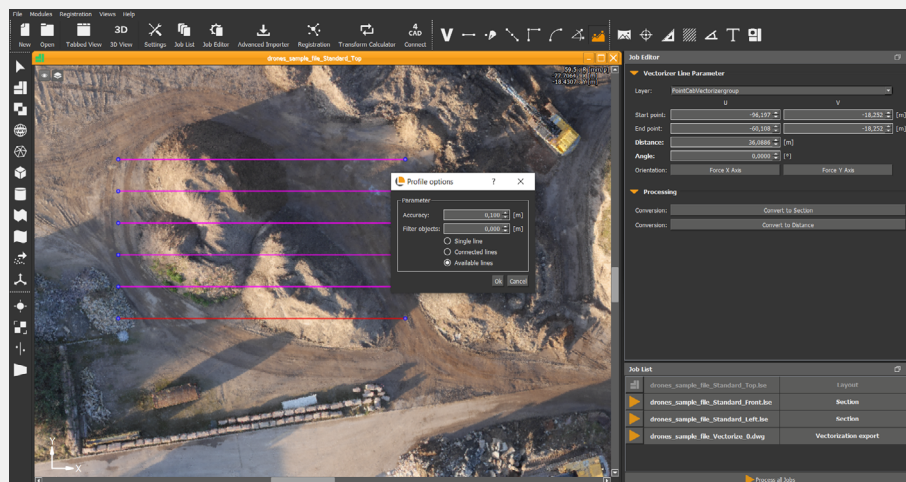 File Modules Registration Views Help
New Open Tabbed View 3D 3D View Settings Job List Job Editor Advanced Importer Registration Transform Calculator 4 CAD Connect
drones_sample_file_Standard_Top
Job Editor
Vectorizer Line Parameter
Layer: PointCabVectorizergroup
U V
Start point: -96,197 -18,252 [m]
End point: -60,108 -18,252 [m]
Distance: 36,0886 [m]
Angle: 0,0000 [°]
Orientation: Force X Axis Force Y Axis
Processing
Conversion: Convert to Section
Conversion: Convert to Distance
Profile options ? X
Parameter
Accuracy: 0,100 [m]
Filter objects: 0,000 [m]
Single line
Connected lines
Available lines
Ok Cancel
Job List
drones_sample_file_Standard_Top.lse Layout
drones_sample_file_Standard_Front.lse Section
drones_sample_file_Standard_Left.lse Section
drones_sample_file_Vectorize_0.dwg Vectorization export
Process all Jobs
Y
X